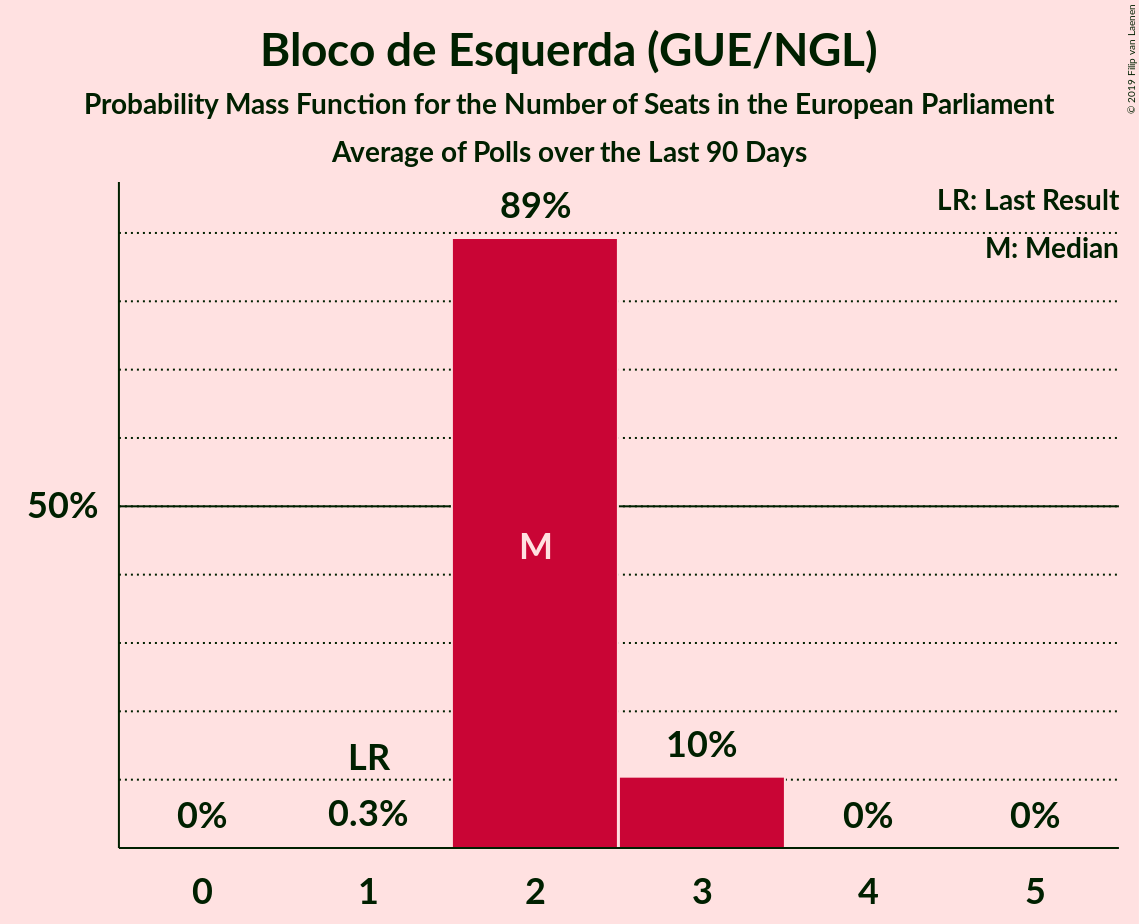 Bloco de Esquerda (GUE/NGL)
Probability Mass Function for the Number of Seats in the European Parliament
Average of Polls over the Last 90 Days
© 2019 Filip van Laenen
LR: Last Result
M: Median
89%
50%
M
LR
10%
0%
0.3%
0%
0%
0
1
2
3
4
5